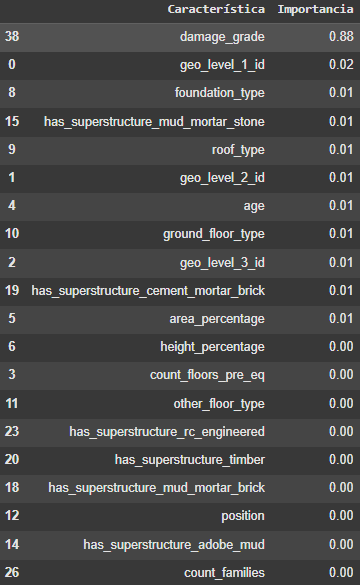 Característica Importancia
38 damage_grade 0.88
0 geo_level_1_id 0.02
8 foundation_type 0.01
15 has_superstructure_mud_mortar_stone 0.01
9 roof_type 0.01
1 geo_level_2_id 0.01
4 age 0.01
10 ground_floor_type 0.01
2 geo_level_3_id 0.01
19 has_superstructure_cement_mortar_brick 0.01
5 area_percentage 0.01
6 height_percentage 0.00
3 count_floors_pre_eq 0.00
11 other_floor_type 0.00
23 has_superstructure_rc_engineered 0.00
20 has_superstructure_timber 0.00
18 has_superstructure_mud_mortar_brick 0.00
12 position 0.00
14 has_superstructure_adobe_mud 0.00
26 count_families 0.00